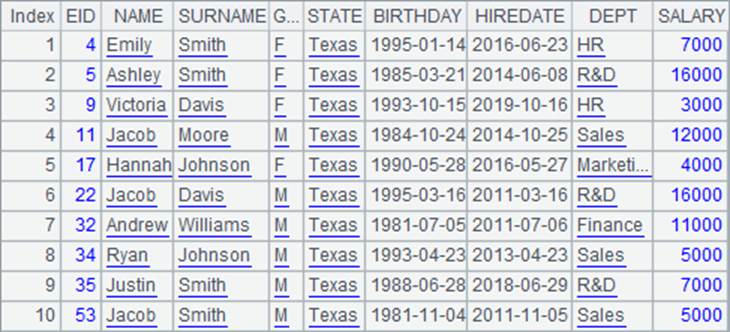 Index EID NAME SURNAME G... STATE BIRTHDAY HIREDATE DEPT SALARY
1 4 Emily Smith F Texas 1995-01-14 2016-06-23 HR 7000
2 5 Ashley Smith F Texas 1985-03-21 2014-06-08 R&D 16000
3 9 Victoria Davis F Texas 1993-10-15 2019-10-16 HR 3000
4 11 Jacob Moore M Texas 1984-10-24 2014-10-25 Sales 12000
5 17 Hannah Johnson F Texas 1990-05-28 2016-05-27 Marketi... 4000
6 22 Jacob Davis M Texas 1995-03-16 2011-03-16 R&D 16000
7 32 Andrew Williams M Texas 1981-07-05 2011-07-06 Finance 11000
8 34 Ryan Johnson M Texas 1993-04-23 2013-04-23 Sales 5000
9 35 Justin Smith M Texas 1988-06-28 2018-06-29 R&D 7000
10 53 Jacob Smith M Texas 1981-11-04 2011-11-05 Sales 5000